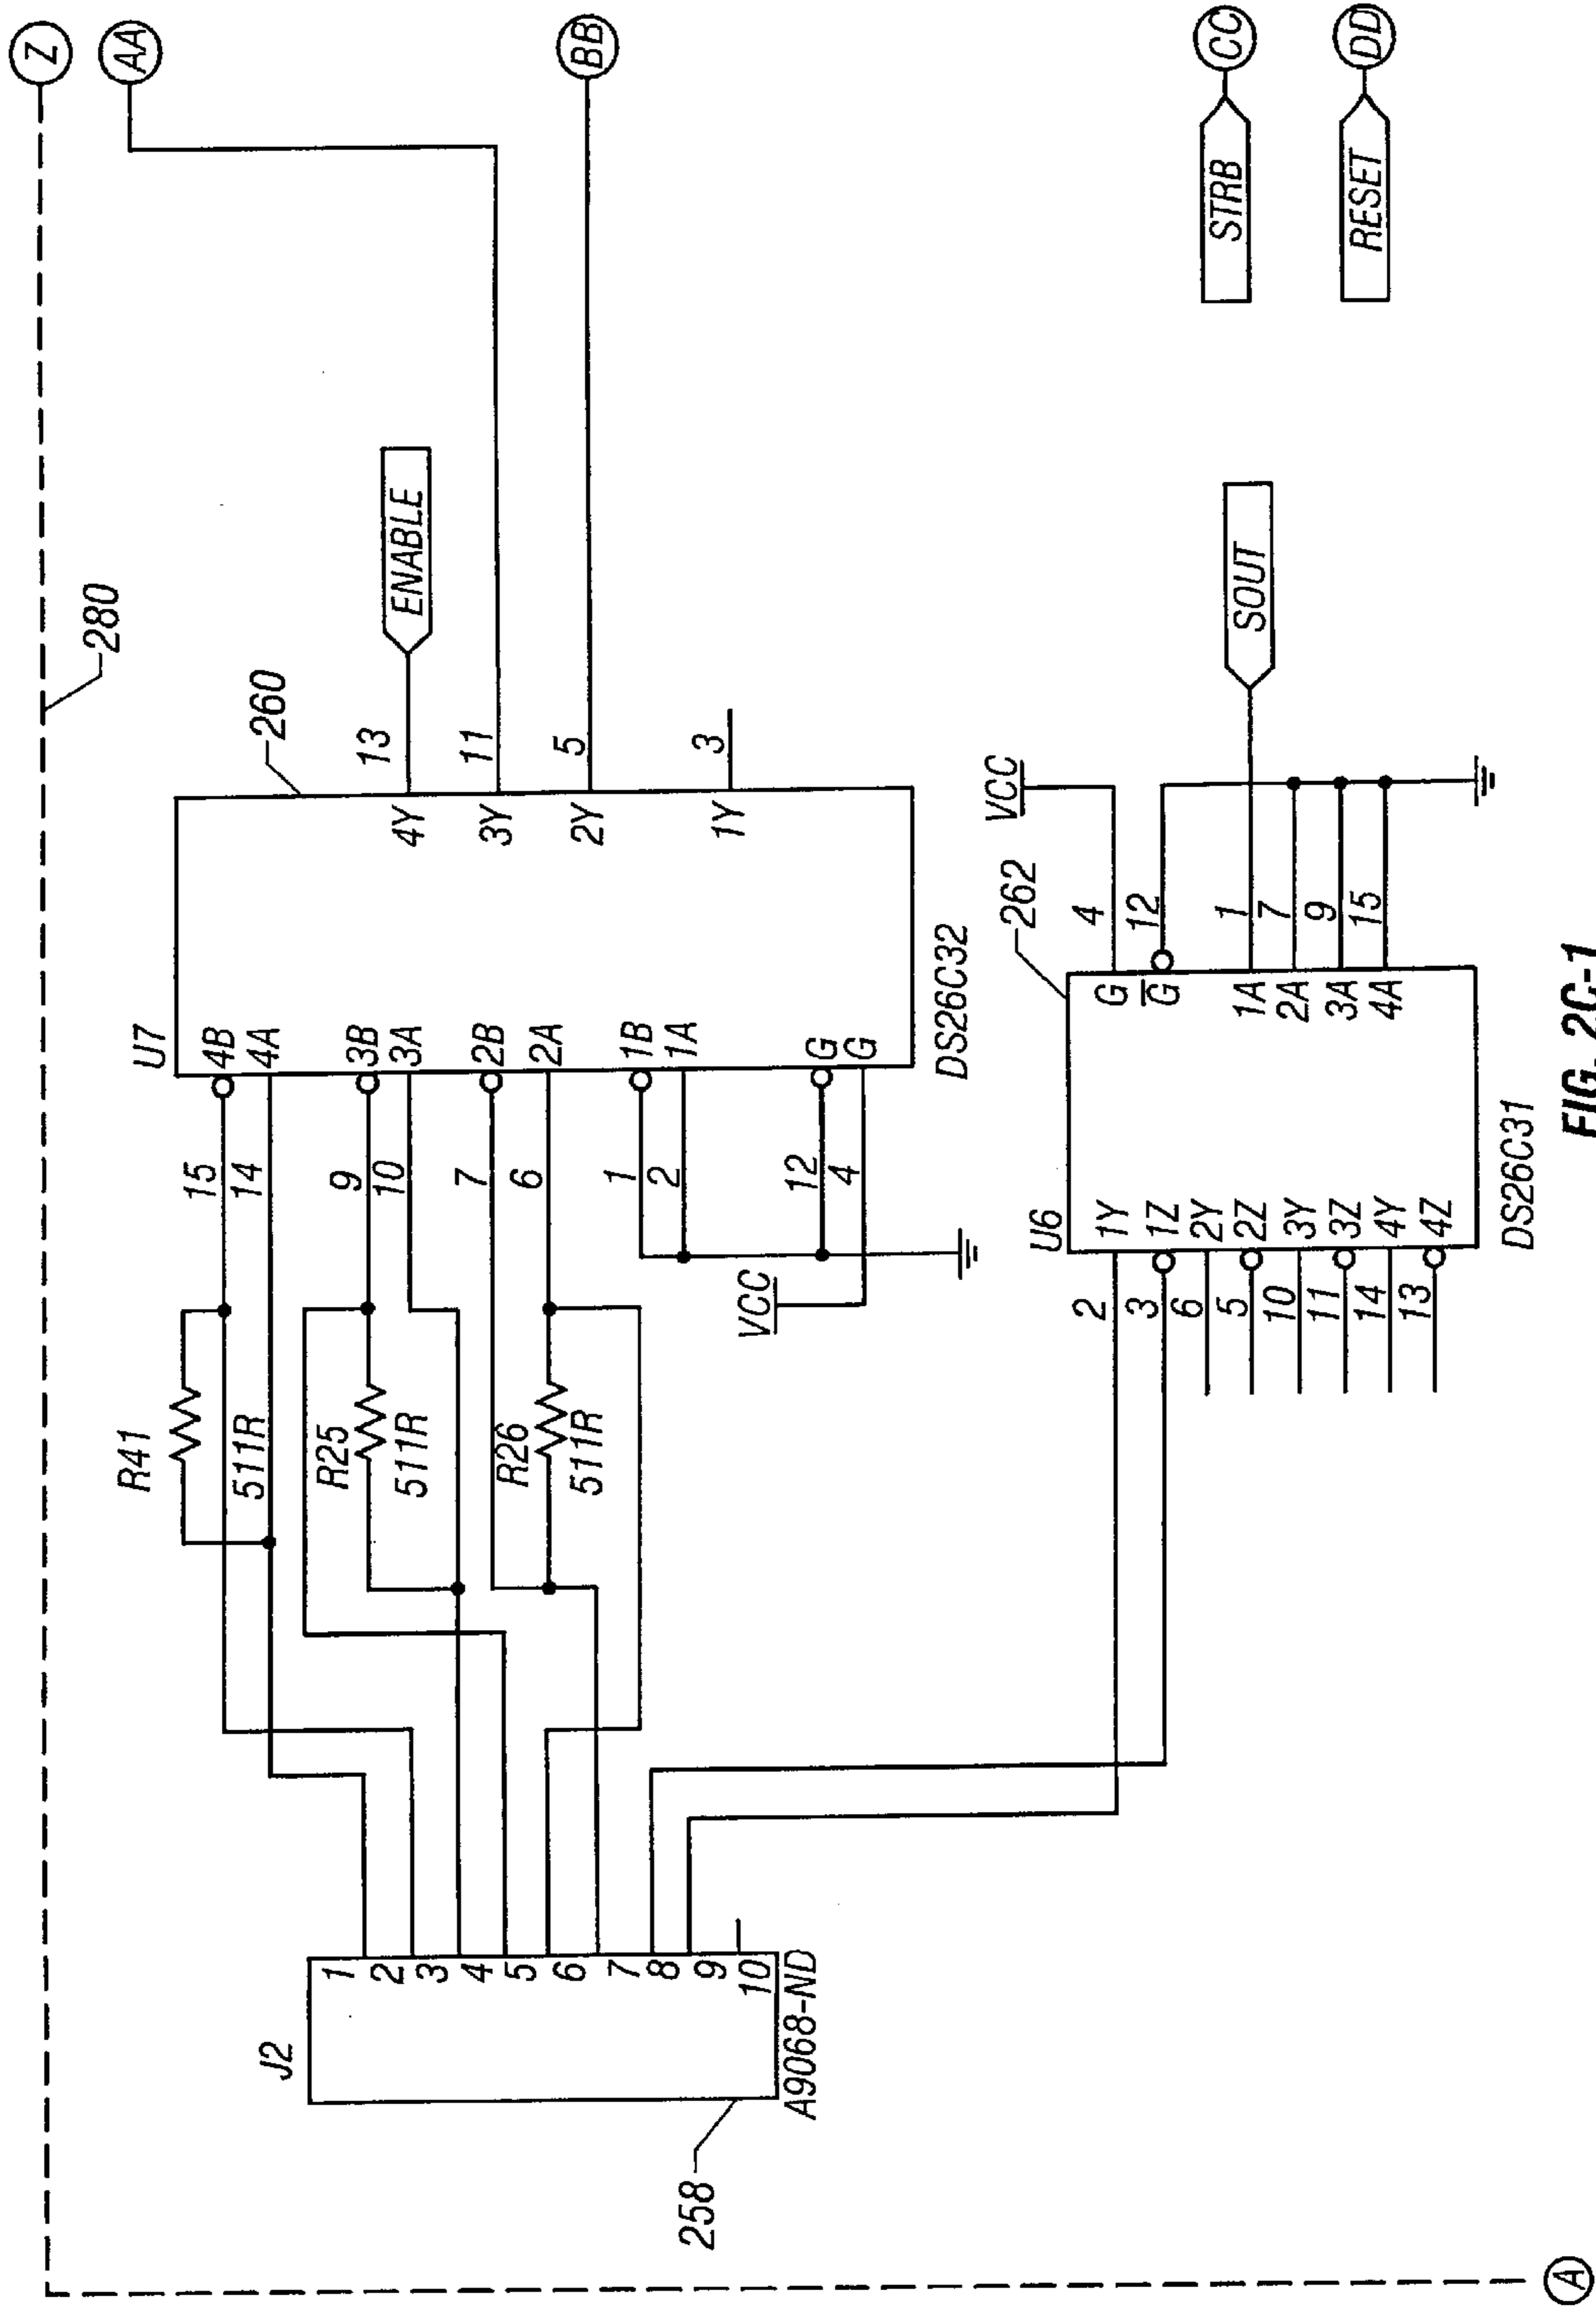 Z
AA
BB
CC
DD
STRB
RESET
280
260
ENABLE
13
11
5
3
4Y
3Y
2Y
1Y
U7
4B
4A
3B
3A
2B
2A
1B
1A
G
G
DS26C32
15
14
9
10
7
6
1
2
12
4
VCC
R41
511R
R25
511R
R26
511R
J2
1
2
3
4
5
6
7
8
9
10
A9068-ND
258
VCC
262
SOUT
4
12
1
7
9
15
G
G
1A
2A
3A
4A
U6
1Y
1Z
2Y
2Z
3Y
3Z
4Y
4Z
DS26C31
2
3
6
5
10
11
14
13
A
FIG. 2C-1